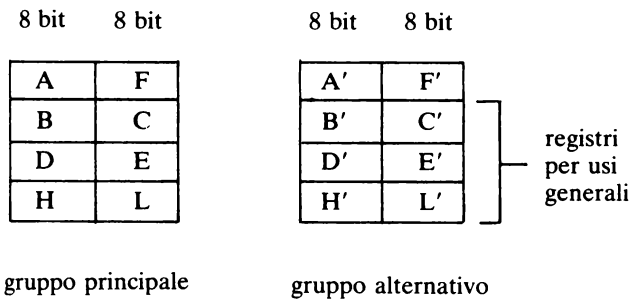 8 bit 8 bit 8 bit 8 bit
A F A′ F′
B C B′ C′
D E D′ E′
H L H′ L′
registri
per usi
generali
gruppo principale gruppo alternativo